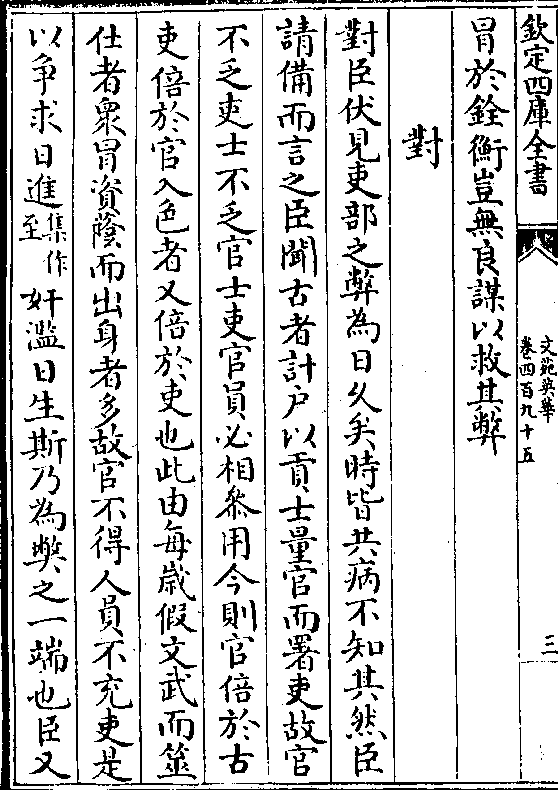 欽定四庫全書
文苑英華
卷四百九十五
三
冒於銓衡豈無良謀以救其弊
對
對臣伏見吏部之弊為日久矣時皆共病不知其然臣
請備而言之臣聞古者計户以貢士量官而署吏故官
不乏吏士不乏官士吏官員必相叅用今則官倍於古
吏倍於官入色者又倍於吏也此由每歳假文武而筮
仕者衆冒資蔭而出身者多故官不得人員不充吏是
以争求日進集作至奸濫日生斯乃為弊之一端也臣又